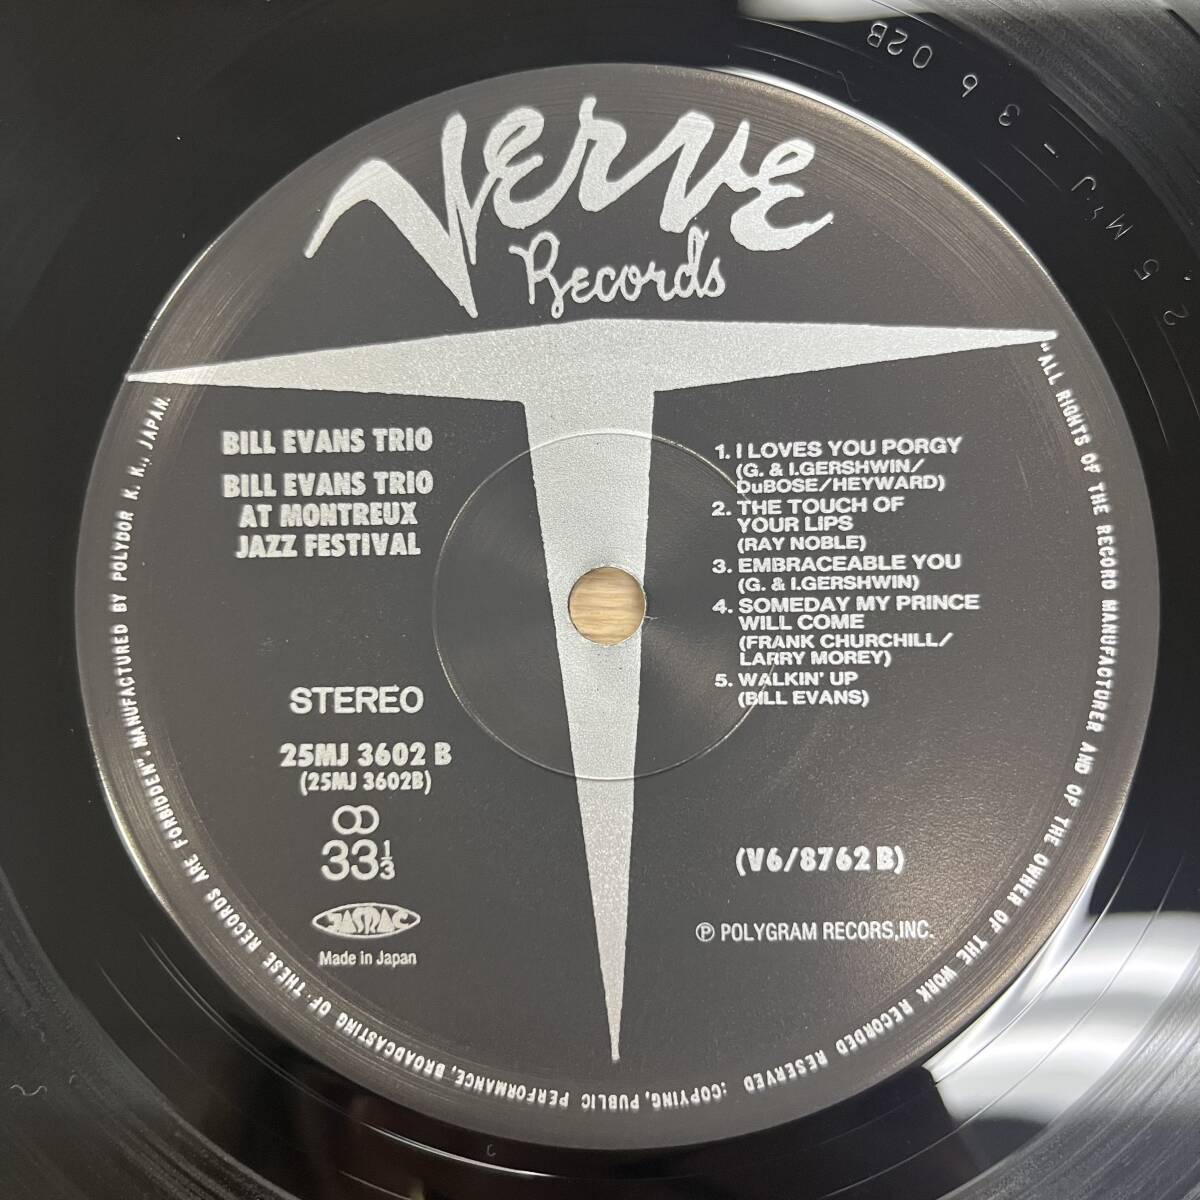 Verve
Records
BILL EVANS TRIO
BILL EVANS TRIO
AT MONTREUX
JAZZ FESTIVAL
STEREO
25MJ 3602 B
(25MJ 3602B)
33⅓
JASRAC
Made in Japan
1. I LOVES YOU PORGY
(G. & I.GERSHWIN/
DuBOSE/HEYWARD)
2. THE TOUCH OF
YOUR LIPS
(RAY NOBLE)
3. EMBRACEABLE YOU
(G. & I.GERSHWIN)
4. SOMEDAY MY PRINCE
WILL COME
(FRANK CHURCHILL/
LARRY MOREY)
5. WALKIN' UP
(BILL EVANS)
(V6/8762 B)
℗ POLYGRAM RECORS,INC.
"ALL RIGHTS OF THE RECORD MANUFACTURER AND OF THE OWNER OF THE WORK RECORDED RESERVED :COPYING, PUBLIC PERFORMANCE, BROADCASTING OF THESE RECORDS ARE FORBIDDEN". MANUFACTURED BY POLYDOR K. K., JAPAN.